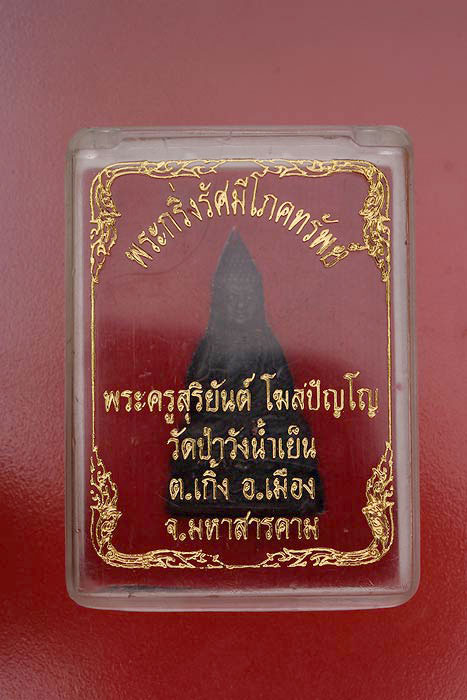 พระกริ่งรัศมีโภคทรัพย์
พระครูสุริยันต์ โฆสปัญโญ
วัดป่าวังน้ำเย็น
ต.เกิ้ง อ.เมือง
จ.มหาสารคาม